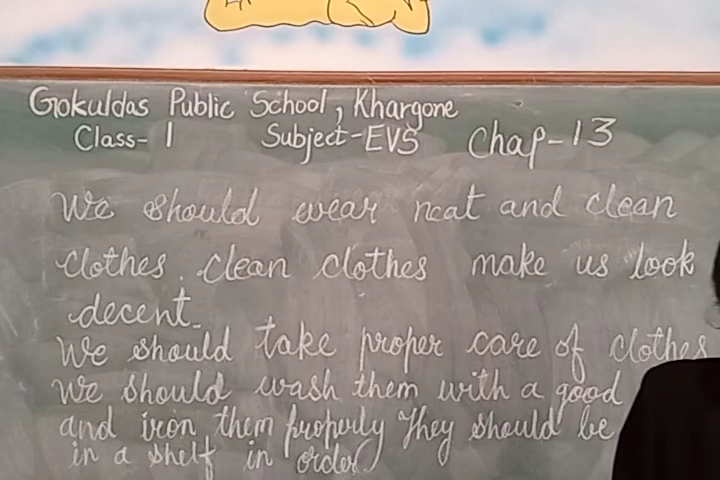 Gokuldas Public School, Khargone
Class- 1 Subject-EVS Chap-13
We should wear neat and clean
clothes. clean clothes make us look
decent.
We should take proper care of clothes
We should wash them with a good
and iron them properly They should be
in a shelf in order